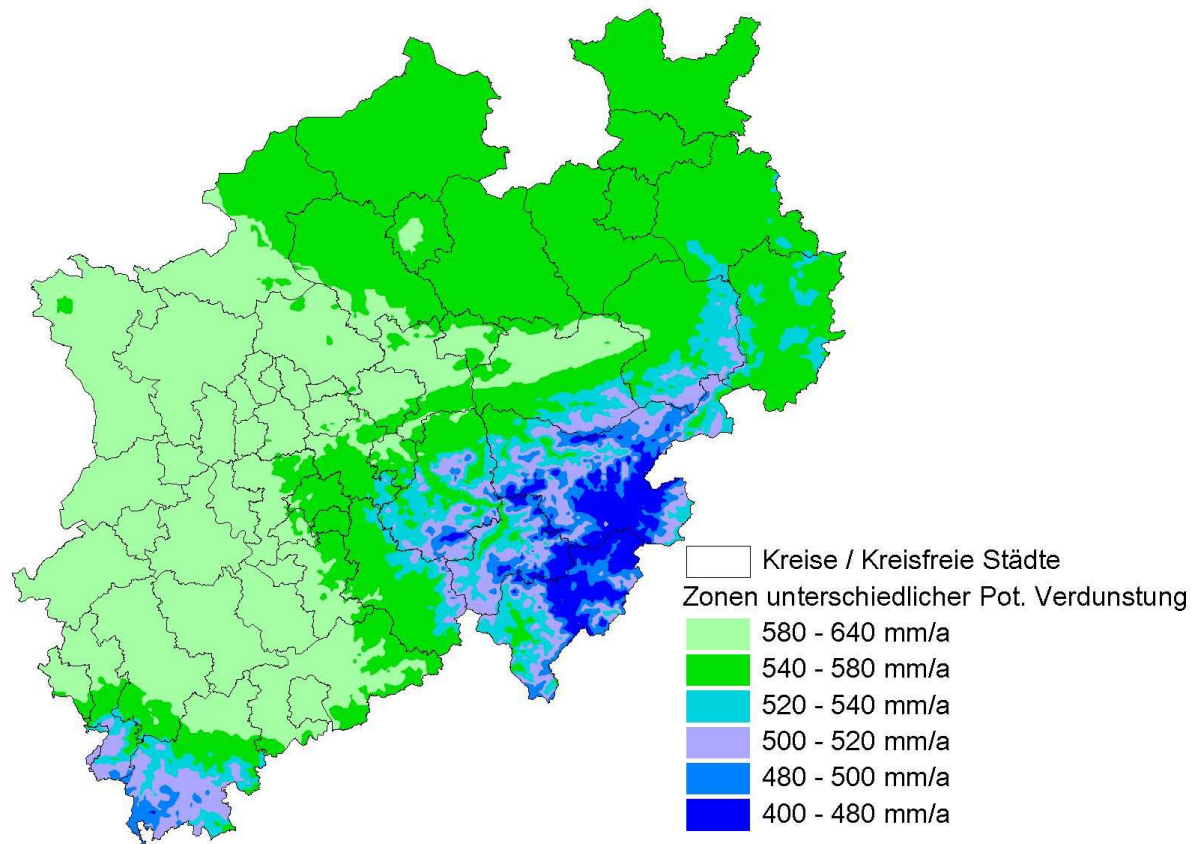 Kreise / Kreisfreie Städte
Zonen unterschiedlicher Pot. Verdunstung
580 - 640 mm/a
540 - 580 mm/a
520 - 540 mm/a
500 - 520 mm/a
480 - 500 mm/a
400 - 480 mm/a